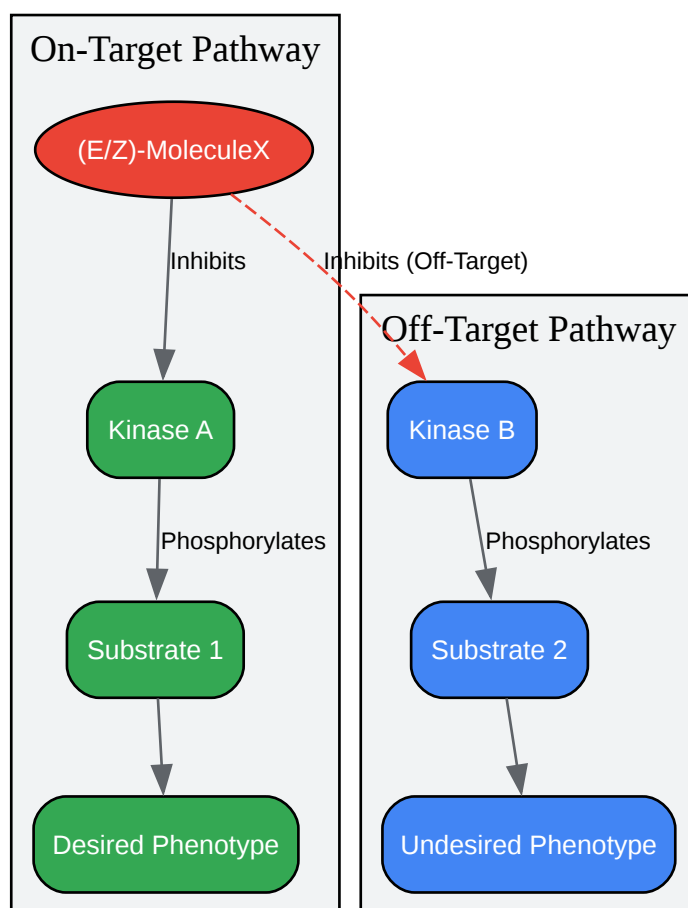 On-Target Pathway
(E/Z)-MoleculeX
Inhibits
Inhibits (Off-Target)
Off-Target Pathway
Kinase A
Kinase B
Phosphorylates
Phosphorylates
Substrate 1
Substrate 2
Desired Phenotype
Undesired Phenotype